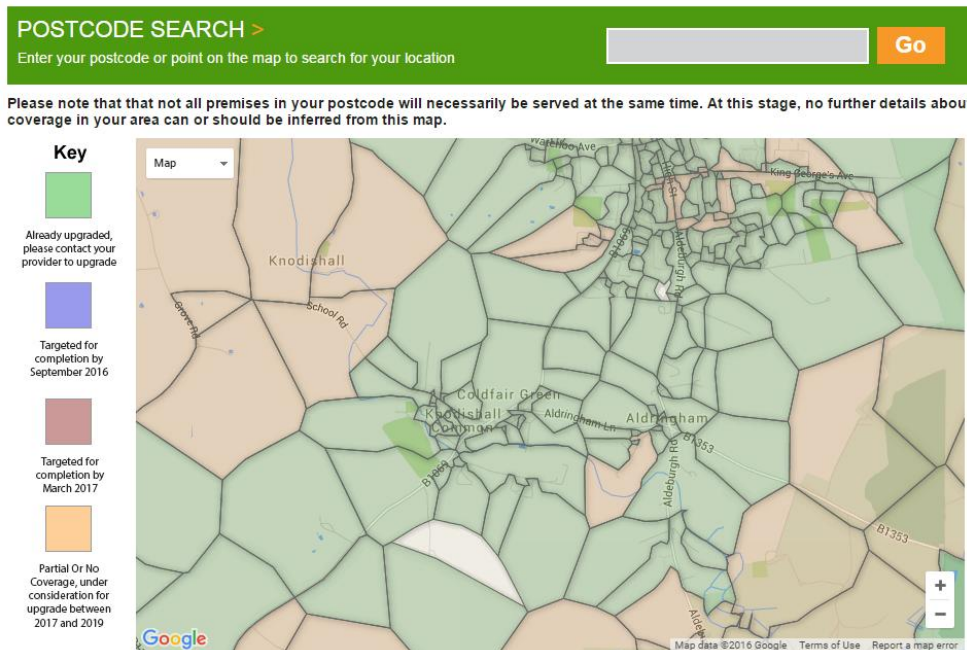 POSTCODE SEARCH >
Enter your postcode or point on the map to search for your location
Go
Please note that that not all premises in your postcode will necessarily be served at the same time. At this stage, no further details abou
coverage in your area can or should be inferred from this map.
Key
Already upgraded,
please contact your
provider to upgrade
Targeted for
completion by
September 2016
Targeted for
completion by
March 2017
Partial Or No
Coverage, under
consideration for
upgrade between
2017 and 2019
Map
Waterloo Ave
High St
King George's Ave
Knodishall
B1069
Aldeburgh Rd
Grove Rd
School Rd
Coldfair Green
Knodishall
Common
Aldringham Ln
Aldringham
B1353
B1069
Aldeburgh Rd
B1353
Aldeb
+
−
Google
Map data ©2016 Google
Terms of Use
Report a map error